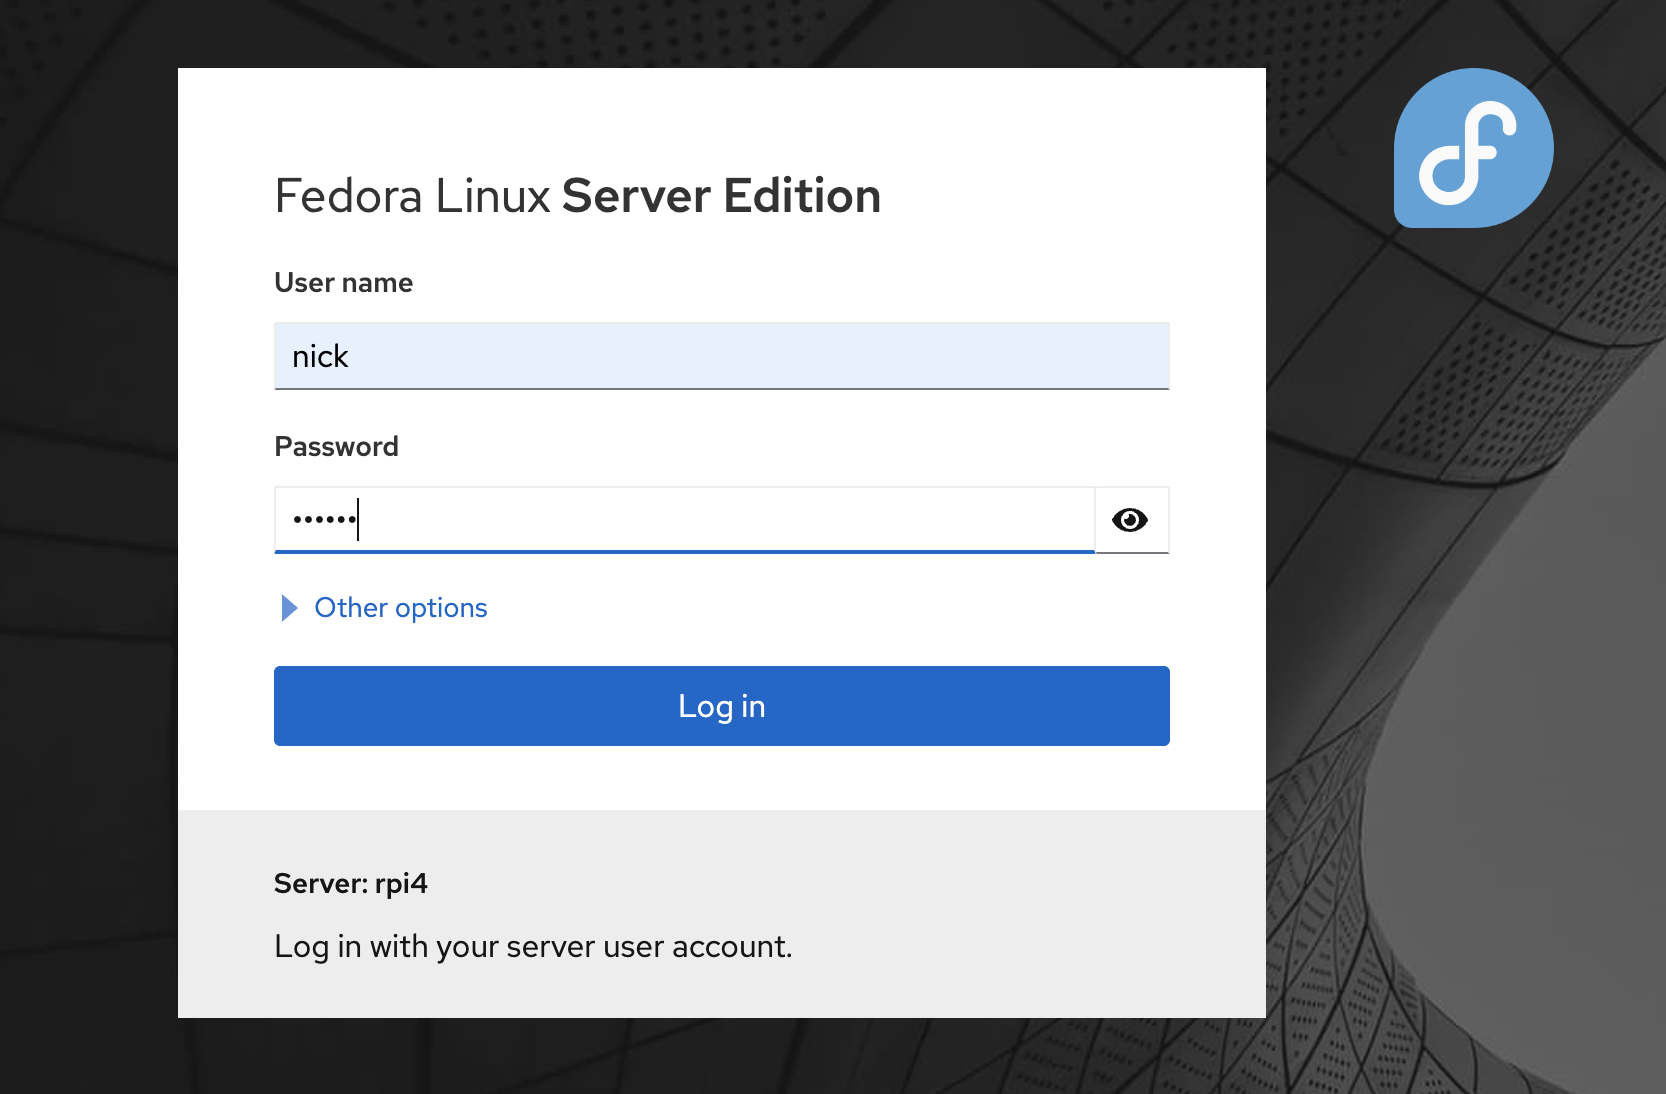 Fedora Linux Server Edition
User name
nick
Password
••••••
Other options
Log in
Server: rpi4
Log in with your server user account.